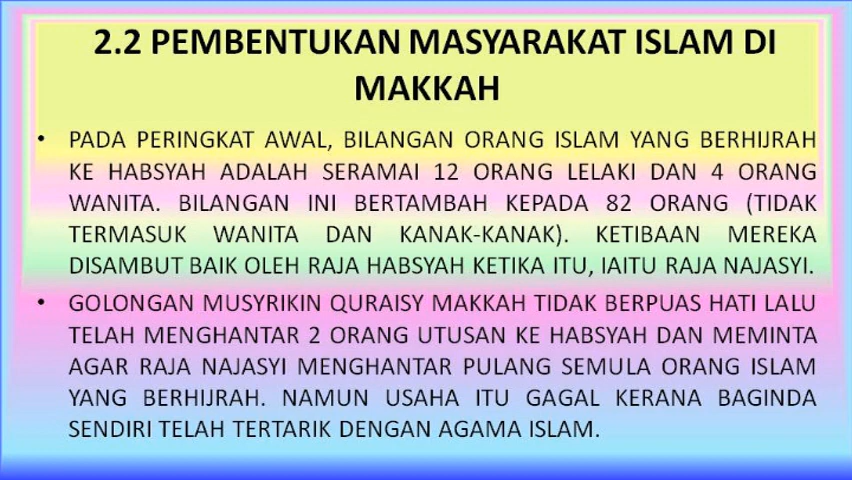 2.2 PEMBENTUKAN MASYARAKAT ISLAM DI
MAKKAH
• PADA PERINGKAT AWAL, BILANGAN ORANG ISLAM YANG BERHIJRAH
KE HABSYAH ADALAH SERAMAI 12 ORANG LELAKI DAN 4 ORANG
WANITA. BILANGAN INI BERTAMBAH KEPADA 82 ORANG (TIDAK
TERMASUK WANITA DAN KANAK-KANAK). KETIBAAN MEREKA
DISAMBUT BAIK OLEH RAJA HABSYAH KETIKA ITU, IAITU RAJA NAJASYI.
• GOLONGAN MUSYRIKIN QURAISY MAKKAH TIDAK BERPUAS HATI LALU
TELAH MENGHANTAR 2 ORANG UTUSAN KE HABSYAH DAN MEMINTA
AGAR RAJA NAJASYI MENGHANTAR PULANG SEMULA ORANG ISLAM
YANG BERHIJRAH. NAMUN USAHA ITU GAGAL KERANA BAGINDA
SENDIRI TELAH TERTARIK DENGAN AGAMA ISLAM.